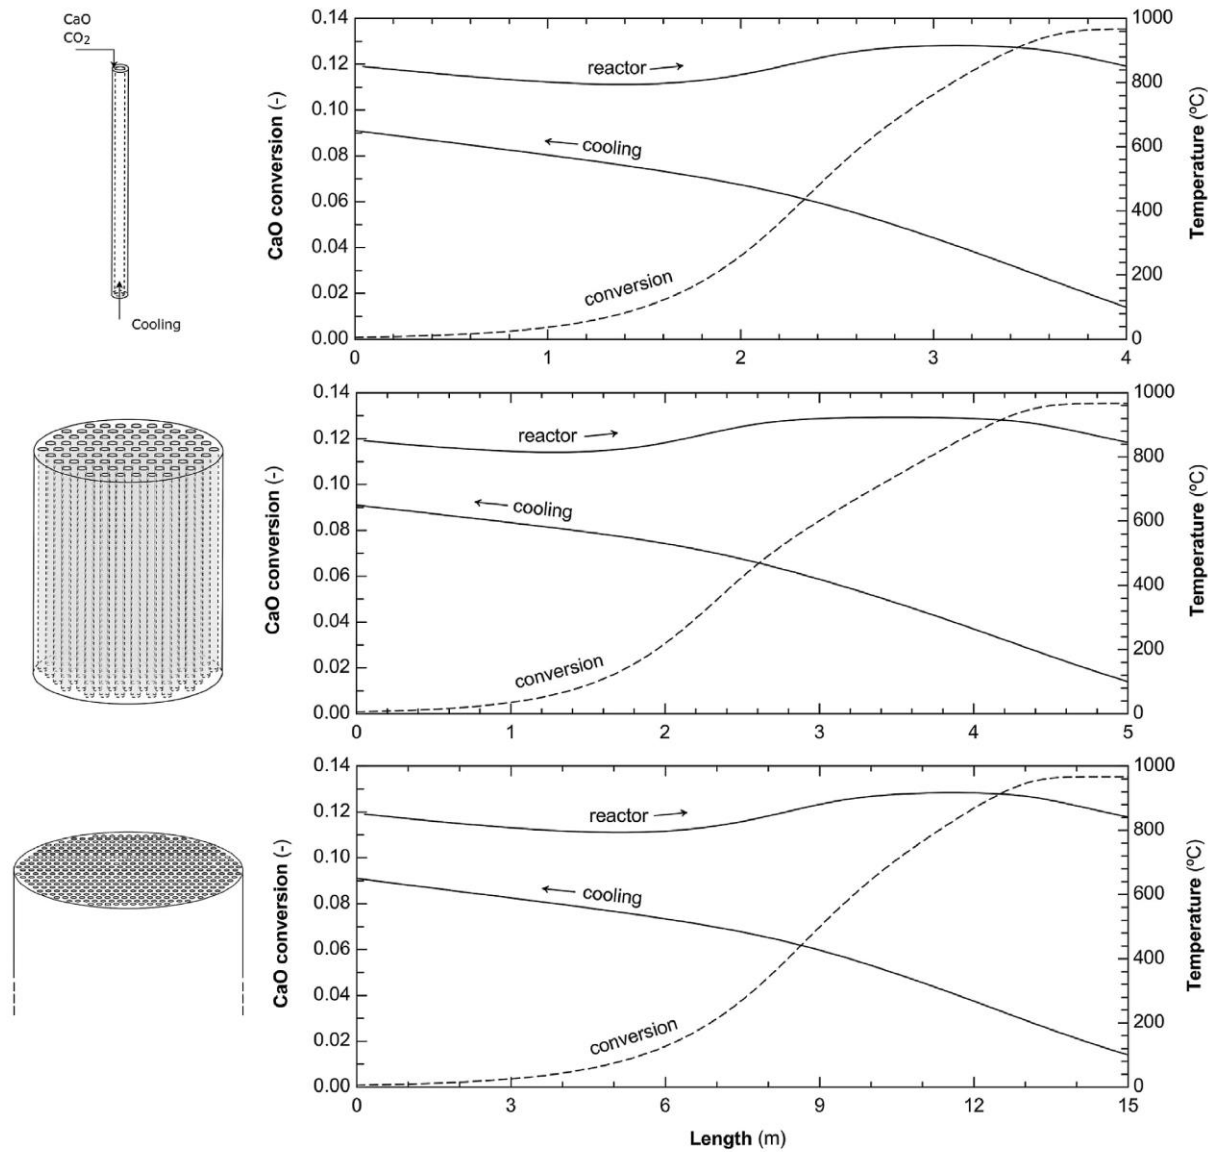 CaO
CO2
Cooling
0.14
0.12
0.10
0.08
0.06
0.04
0.02
0.00
CaO conversion (-)
reactor
cooling
conversion
1000
800
600
400
200
0
Temperature (ºC)
0 1 2 3 4
0.14
0.12
0.10
0.08
0.06
0.04
0.02
0.00
CaO conversion (-)
reactor
cooling
conversion
1000
800
600
400
200
0
Temperature (ºC)
0 1 2 3 4 5
0.14
0.12
0.10
0.08
0.06
0.04
0.02
0.00
CaO conversion (-)
reactor
cooling
conversion
1000
800
600
400
200
0
Temperature (ºC)
0 3 6 9 12 15
Length (m)